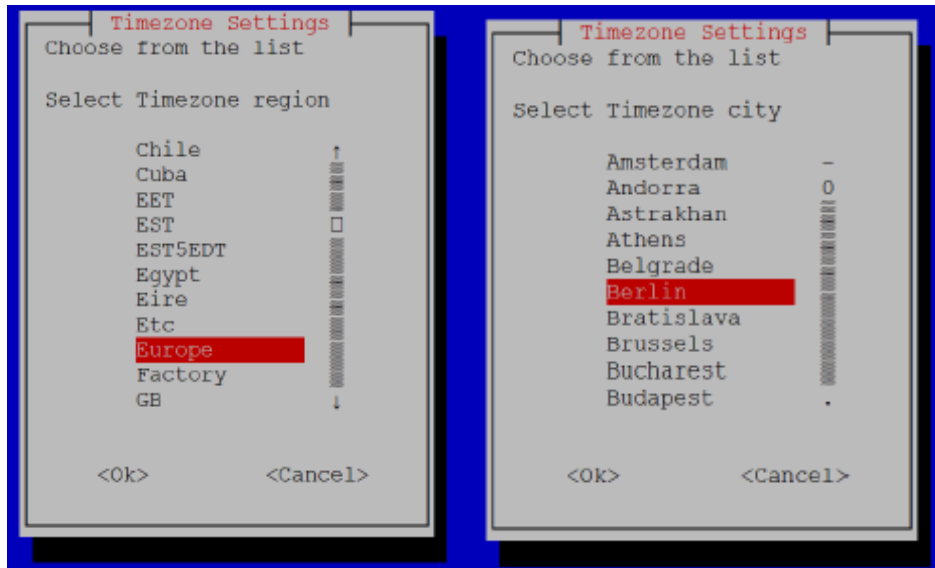 Timezone Settings
Choose from the list
Select Timezone region
Chile
Cuba
EET
EST
EST5EDT
Egypt
Eire
Etc
Europe
Factory
GB
<Ok> <Cancel>
Timezone Settings
Choose from the list
Select Timezone city
Amsterdam
Andorra
Astrakhan
Athens
Belgrade
Berlin
Bratislava
Brussels
Bucharest
Budapest
<Ok> <Cancel>